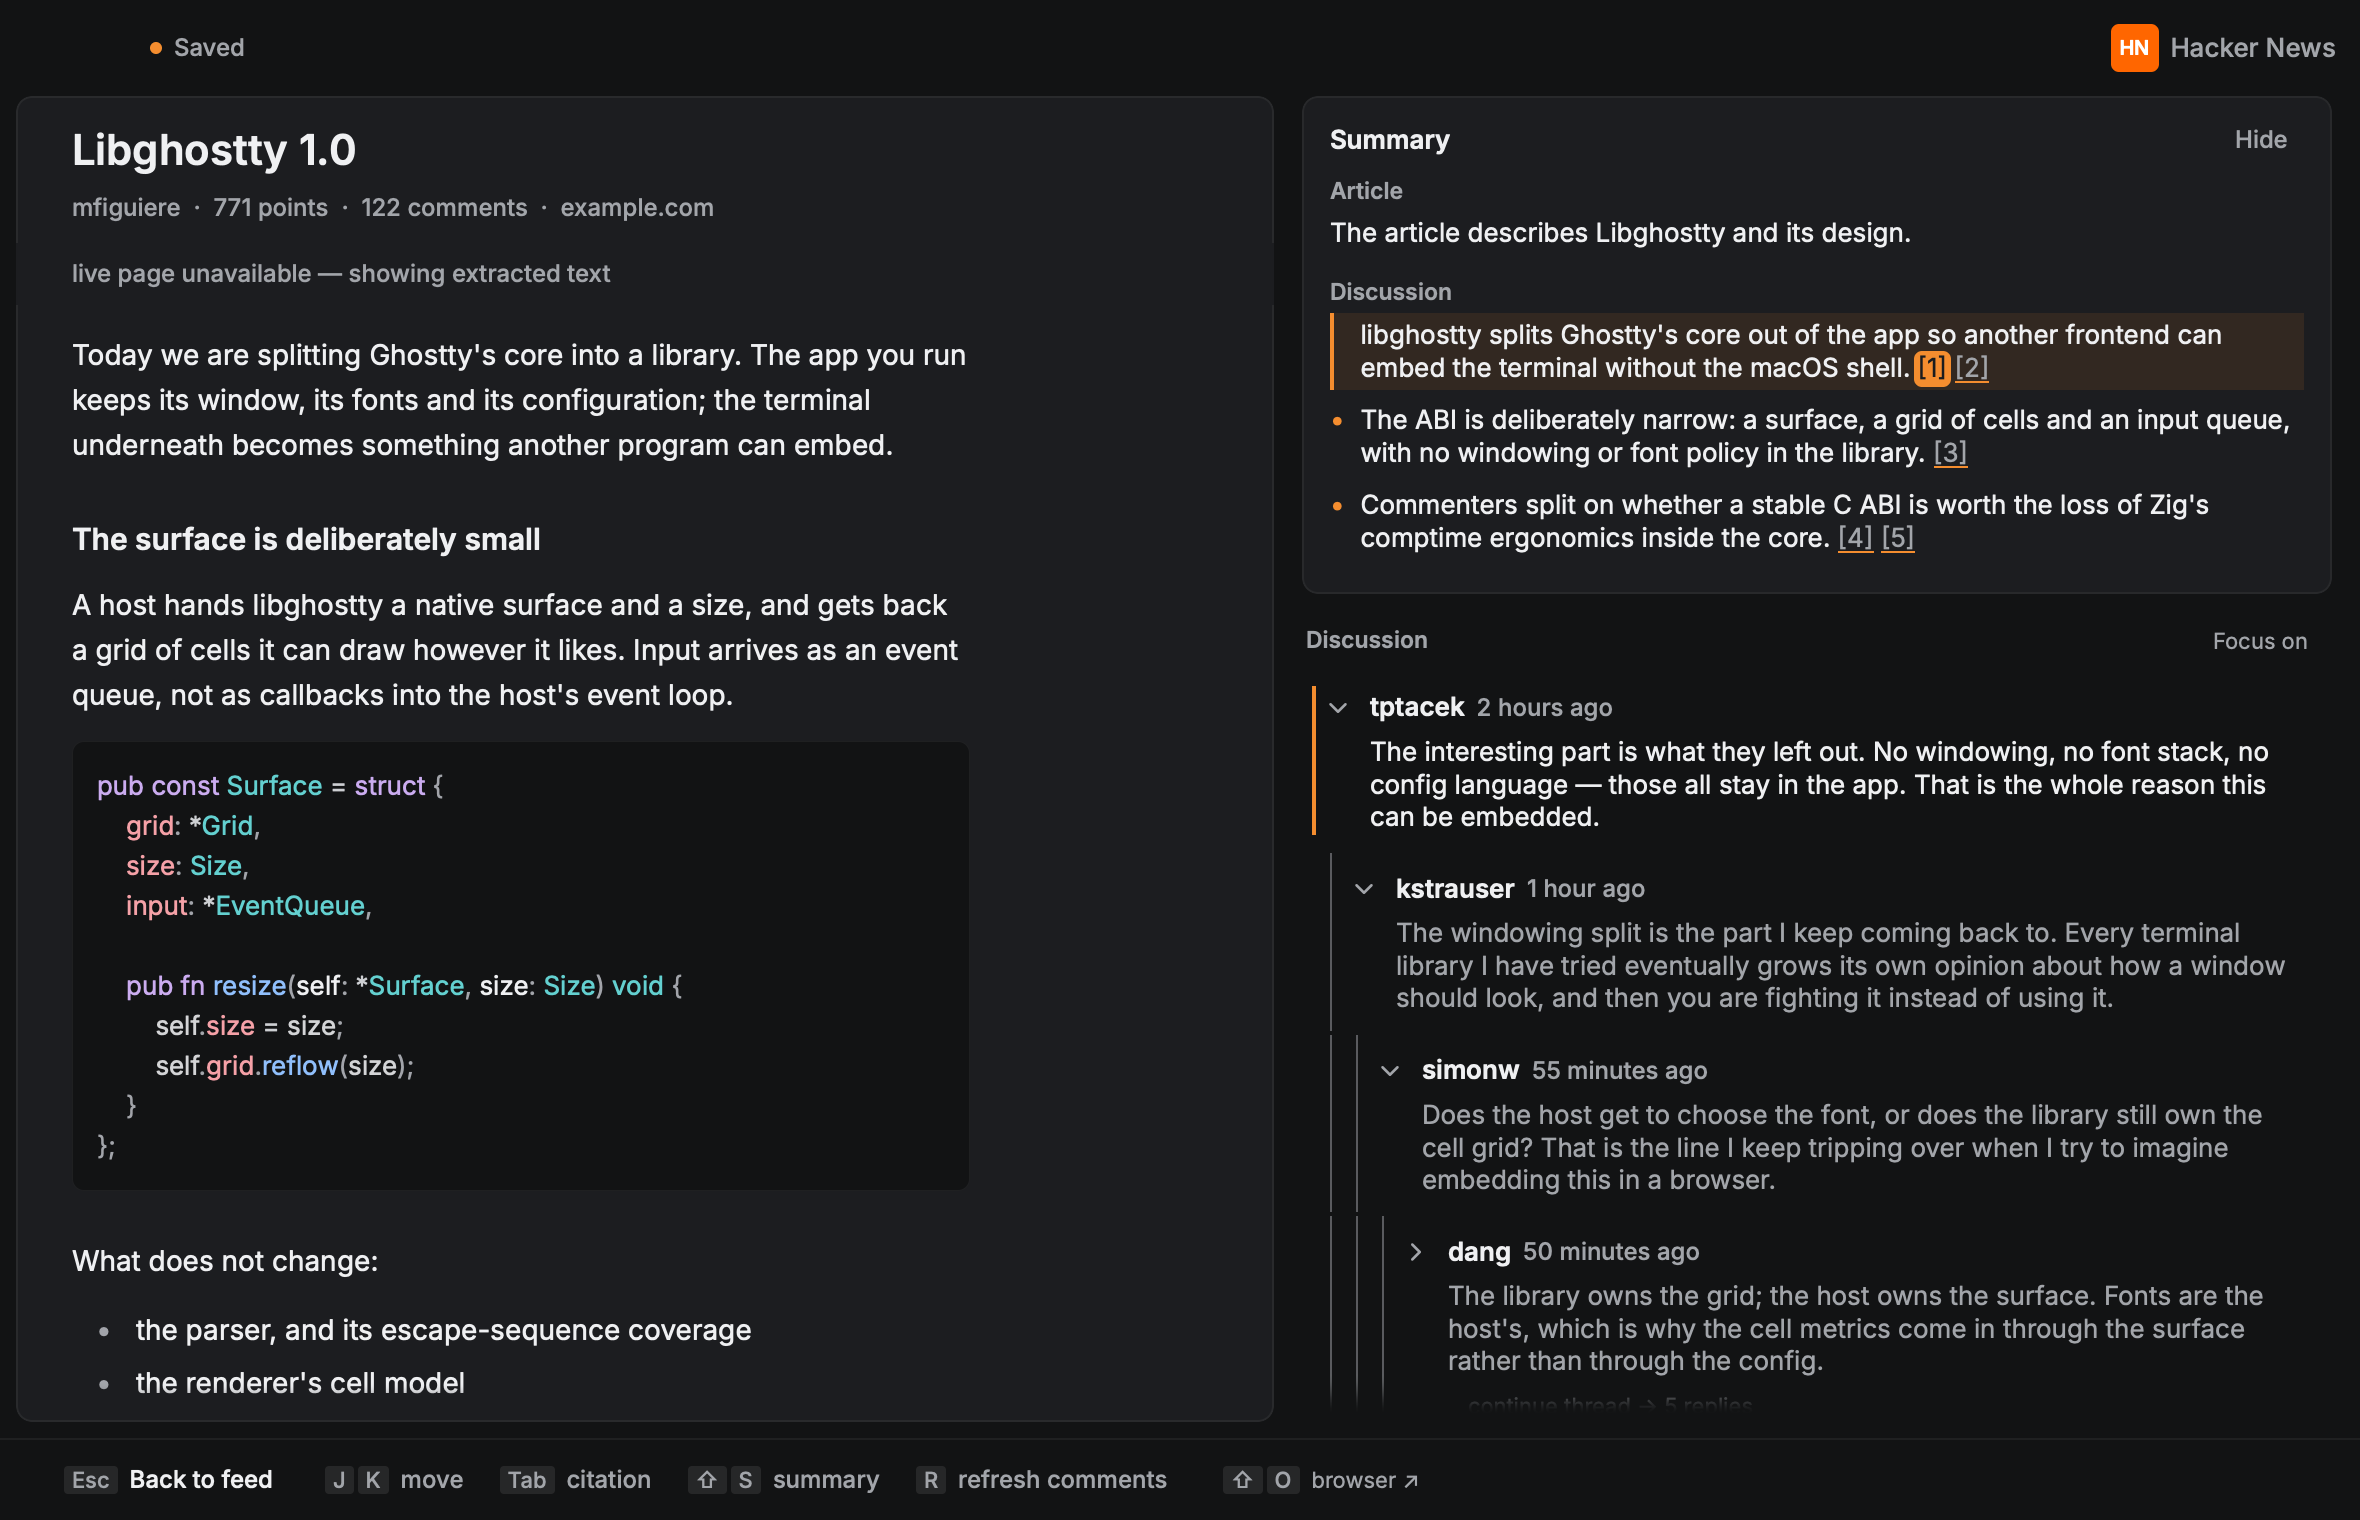 Saved
HN Hacker News
Libghostty 1.0
mfiguiere · 771 points · 122 comments · example.com
live page unavailable — showing extracted text
Today we are splitting Ghostty's core into a library. The app you run
keeps its window, its fonts and its configuration; the terminal
underneath becomes something another program can embed.
The surface is deliberately small
A host hands libghostty a native surface and a size, and gets back
a grid of cells it can draw however it likes. Input arrives as an event
queue, not as callbacks into the host's event loop.
pub const Surface = struct {
    grid: *Grid,
    size: Size,
    input: *EventQueue,
    pub fn resize(self: *Surface, size: Size) void {
        self.size = size;
        self.grid.reflow(size);
    }
};
What does not change:
• the parser, and its escape-sequence coverage
• the renderer's cell model
Summary
Hide
Article
The article describes Libghostty and its design.
Discussion
libghostty splits Ghostty's core out of the app so another frontend can
embed the terminal without the macOS shell. [1] [2]
• The ABI is deliberately narrow: a surface, a grid of cells and an input queue,
with no windowing or font policy in the library. [3]
• Commenters split on whether a stable C ABI is worth the loss of Zig's
comptime ergonomics inside the core. [4] [5]
Discussion
Focus on
tptacek 2 hours ago
The interesting part is what they left out. No windowing, no font stack, no
config language — those all stay in the app. That is the whole reason this
can be embedded.
kstrauser 1 hour ago
The windowing split is the part I keep coming back to. Every terminal
library I have tried eventually grows its own opinion about how a window
should look, and then you are fighting it instead of using it.
simonw 55 minutes ago
Does the host get to choose the font, or does the library still own the
cell grid? That is the line I keep tripping over when I try to imagine
embedding this in a browser.
dang 50 minutes ago
The library owns the grid; the host owns the surface. Fonts are the
host's, which is why the cell metrics come in through the surface
rather than through the config.
continue thread → 5 replies
Esc Back to feed J K move Tab citation ⇧ S summary R refresh comments ⇧ O browser ↗